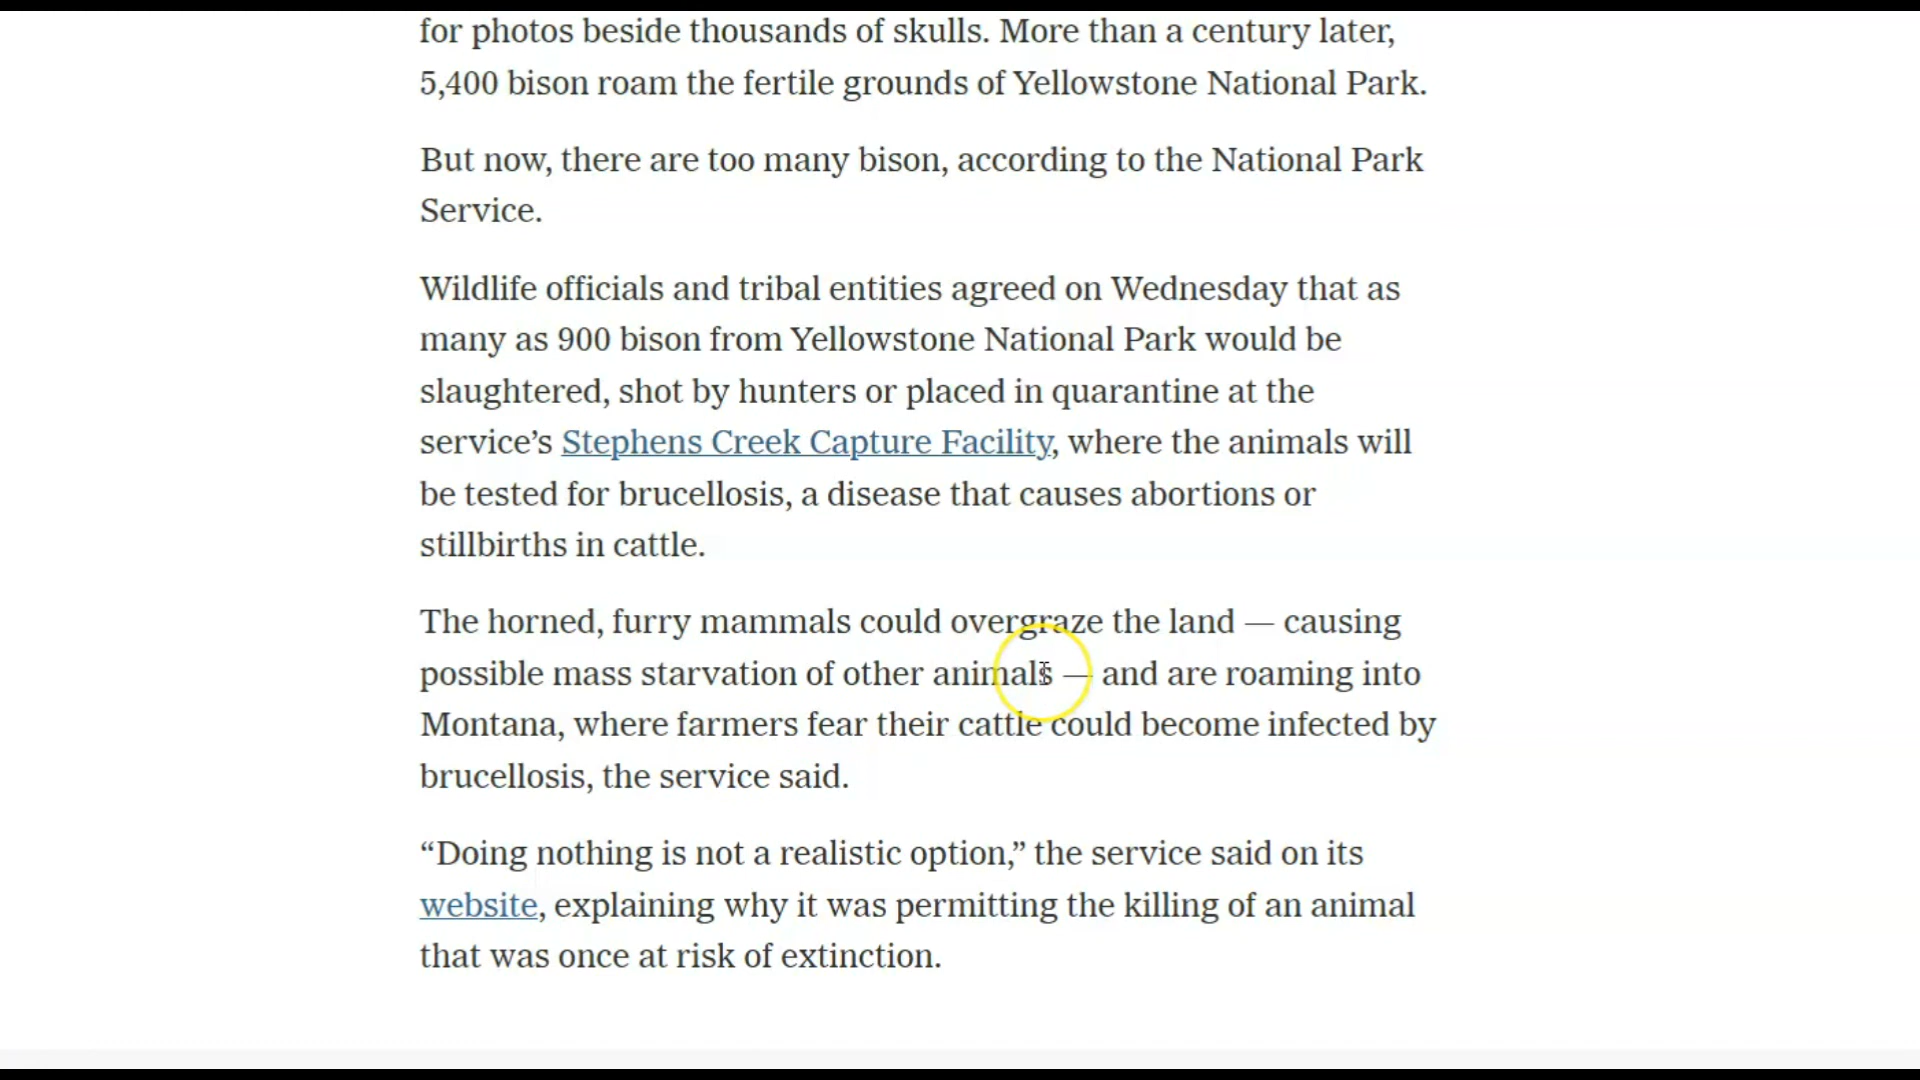 for photos beside thousands of skulls. More than a century later,
5,400 bison roam the fertile grounds of Yellowstone National Park.
But now, there are too many bison, according to the National Park
Service.
Wildlife officials and tribal entities agreed on Wednesday that as
many as 900 bison from Yellowstone National Park would be
slaughtered, shot by hunters or placed in quarantine at the
service’s Stephens Creek Capture Facility, where the animals will
be tested for brucellosis, a disease that causes abortions or
stillbirths in cattle.
The horned, furry mammals could overgraze the land — causing
possible mass starvation of other animals — and are roaming into
Montana, where farmers fear their cattle could become infected by
brucellosis, the service said.
“Doing nothing is not a realistic option,” the service said on its
website, explaining why it was permitting the killing of an animal
that was once at risk of extinction.